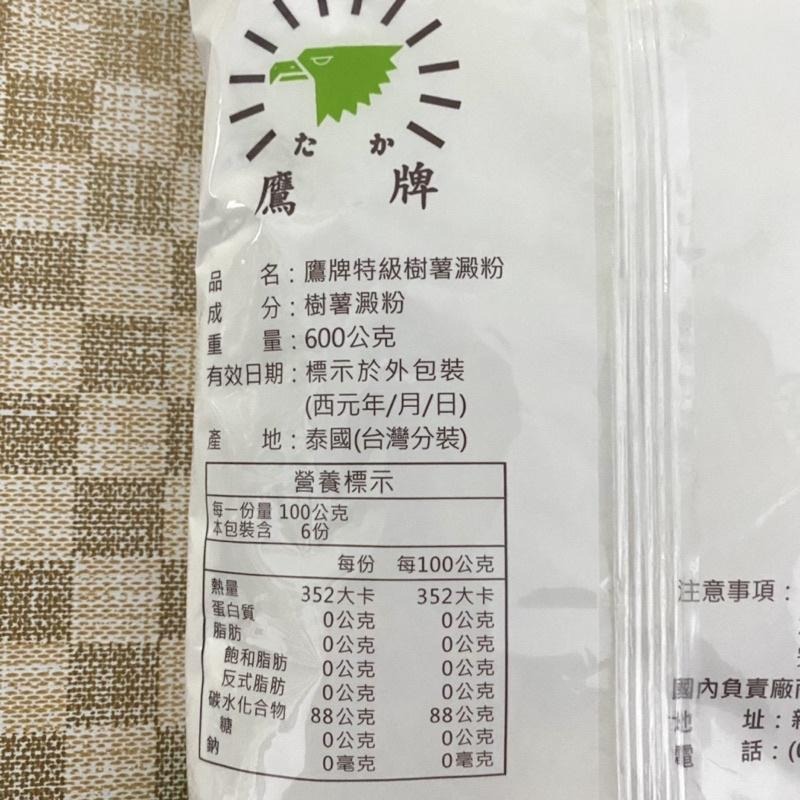 たか
鷹牌
品名：鷹牌特級樹薯澱粉
成分：樹薯澱粉
重量：600公克
有效日期：標示於外包裝
(西元年/月/日)
產地：泰國(台灣分裝)
營養標示
每一份量 100公克
本包裝含 6份
每份 每100公克
熱量 352大卡 352大卡
蛋白質 0公克 0公克
脂肪 0公克 0公克
飽和脂肪 0公克 0公克
反式脂肪 0公克 0公克
碳水化合物 88公克 88公克
糖 0公克 0公克
鈉 0毫克 0毫克
注意事項：
國內負責廠
地址：
電話：(